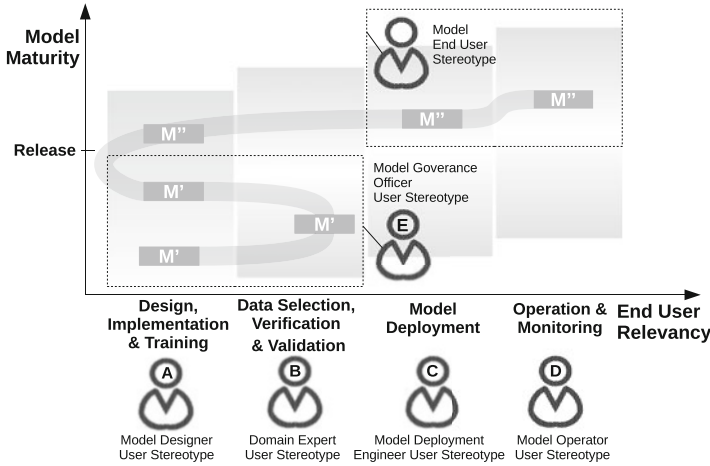 Model
Maturity
Model
End User
Stereotype
M’’
M’’
M’’
Release
Model Goverance
Officer
User Stereotype
M’
M’
E
M’
Design,
Implementation
& Training
Data Selection,
Verification
& Validation
Model
Deployment
Operation &
Monitoring
End User
Relevancy
A
B
C
D
Model Designer
User Stereotype
Domain Expert
User Stereotype
Model Deployment
Engineer User Stereotype
Model Operator
User Stereotype